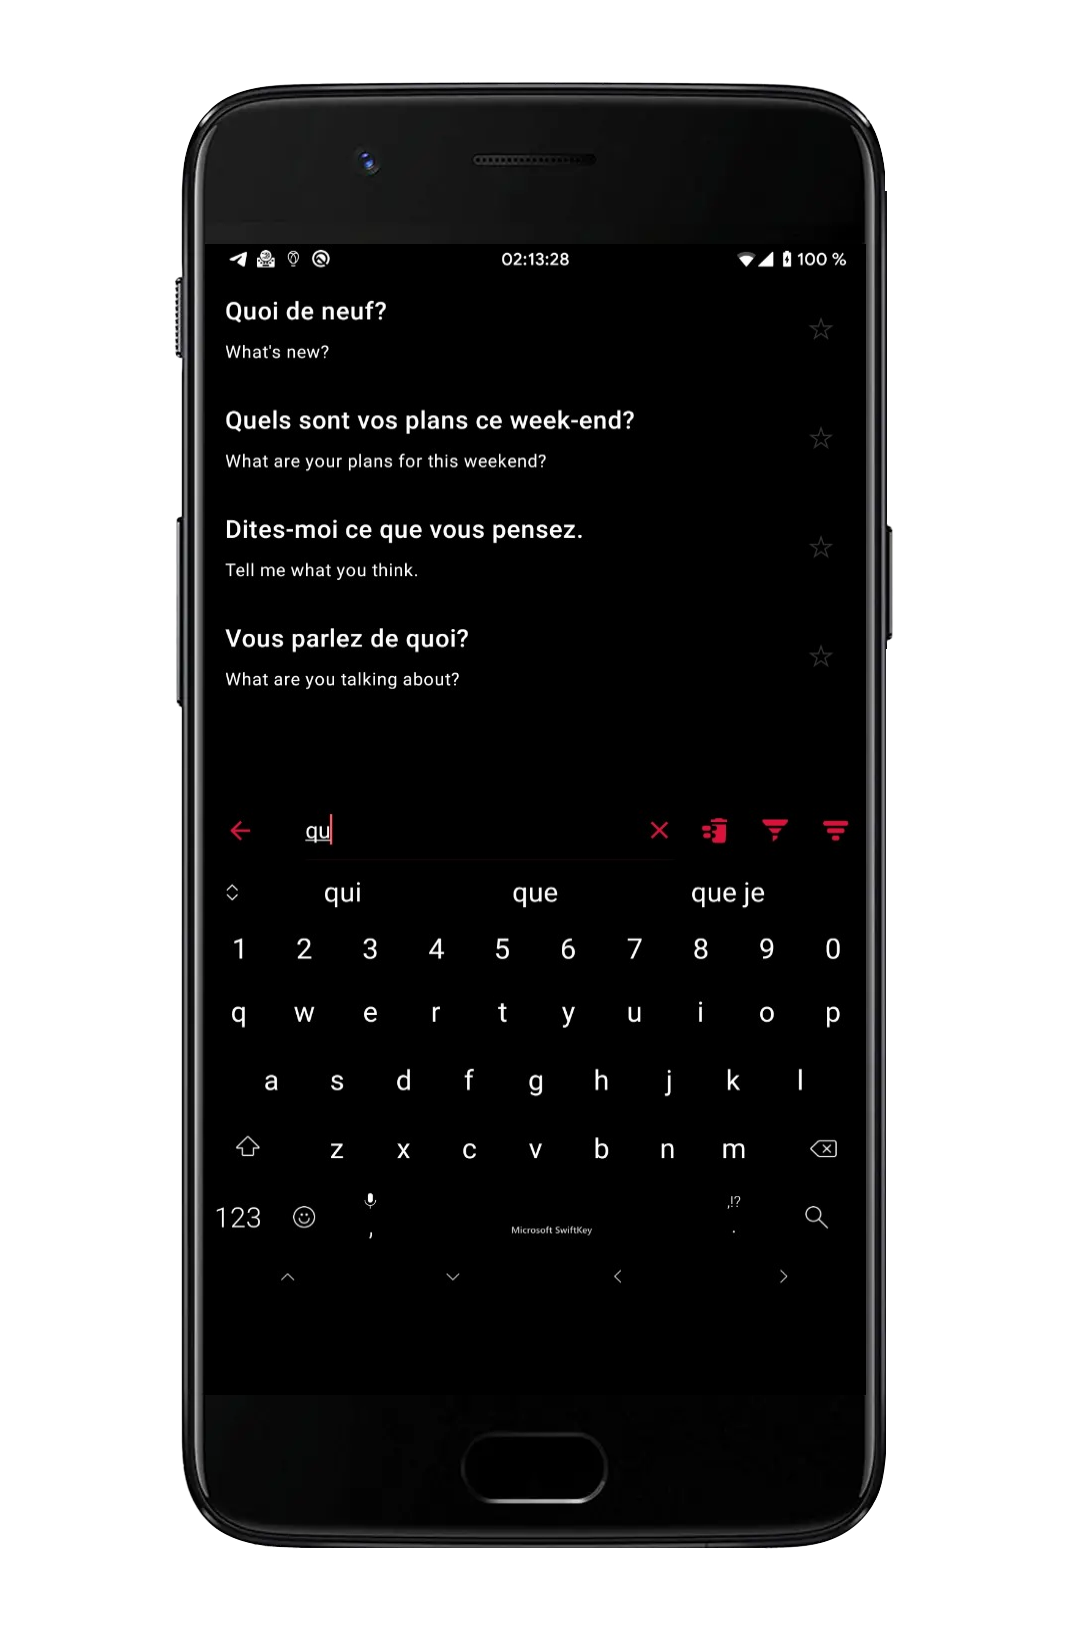 02:13:28 100 %
Quoi de neuf?
What's new?
Quels sont vos plans ce week-end?
What are your plans for this weekend?
Dites-moi ce que vous pensez.
Tell me what you think.
Vous parlez de quoi?
What are you talking about?
qu
qui que que je
1 2 3 4 5 6 7 8 9 0
q w e r t y u i o p
a s d f g h j k l
z x c v b n m
123 , Microsoft SwiftKey ,!? .